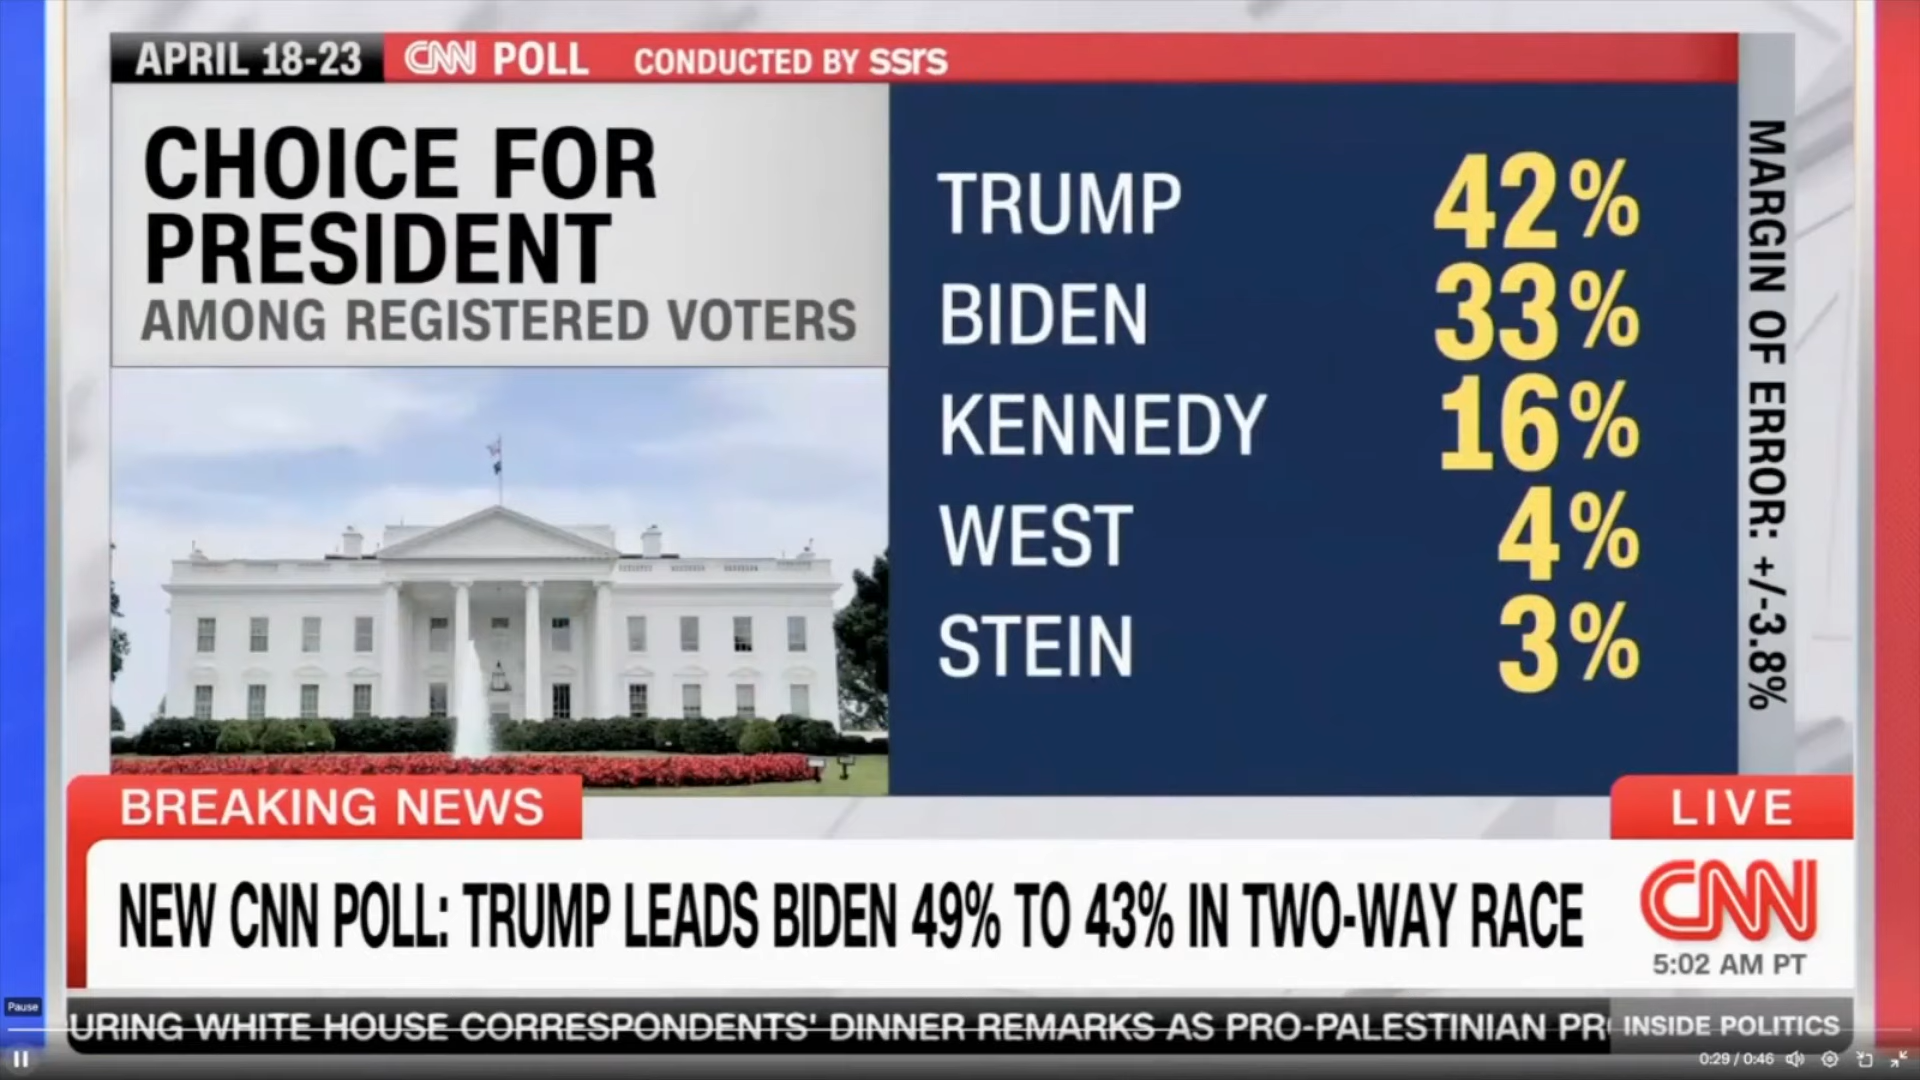 APRIL 18-23 CNN POLL CONDUCTED BY ssrs
CHOICE FOR
PRESIDENT
AMONG REGISTERED VOTERS
TRUMP 42%
BIDEN 33%
KENNEDY 16%
WEST 4%
STEIN 3%
MARGIN OF ERROR: +/-3.8%
BREAKING NEWS
LIVE
NEW CNN POLL: TRUMP LEADS BIDEN 49% TO 43% IN TWO-WAY RACE
CNN
5:02 AM PT
Pause
URING WHITE HOUSE CORRESPONDENTS' DINNER REMARKS AS PRO-PALESTINIAN PR
INSIDE POLITICS
0:29 / 0:46